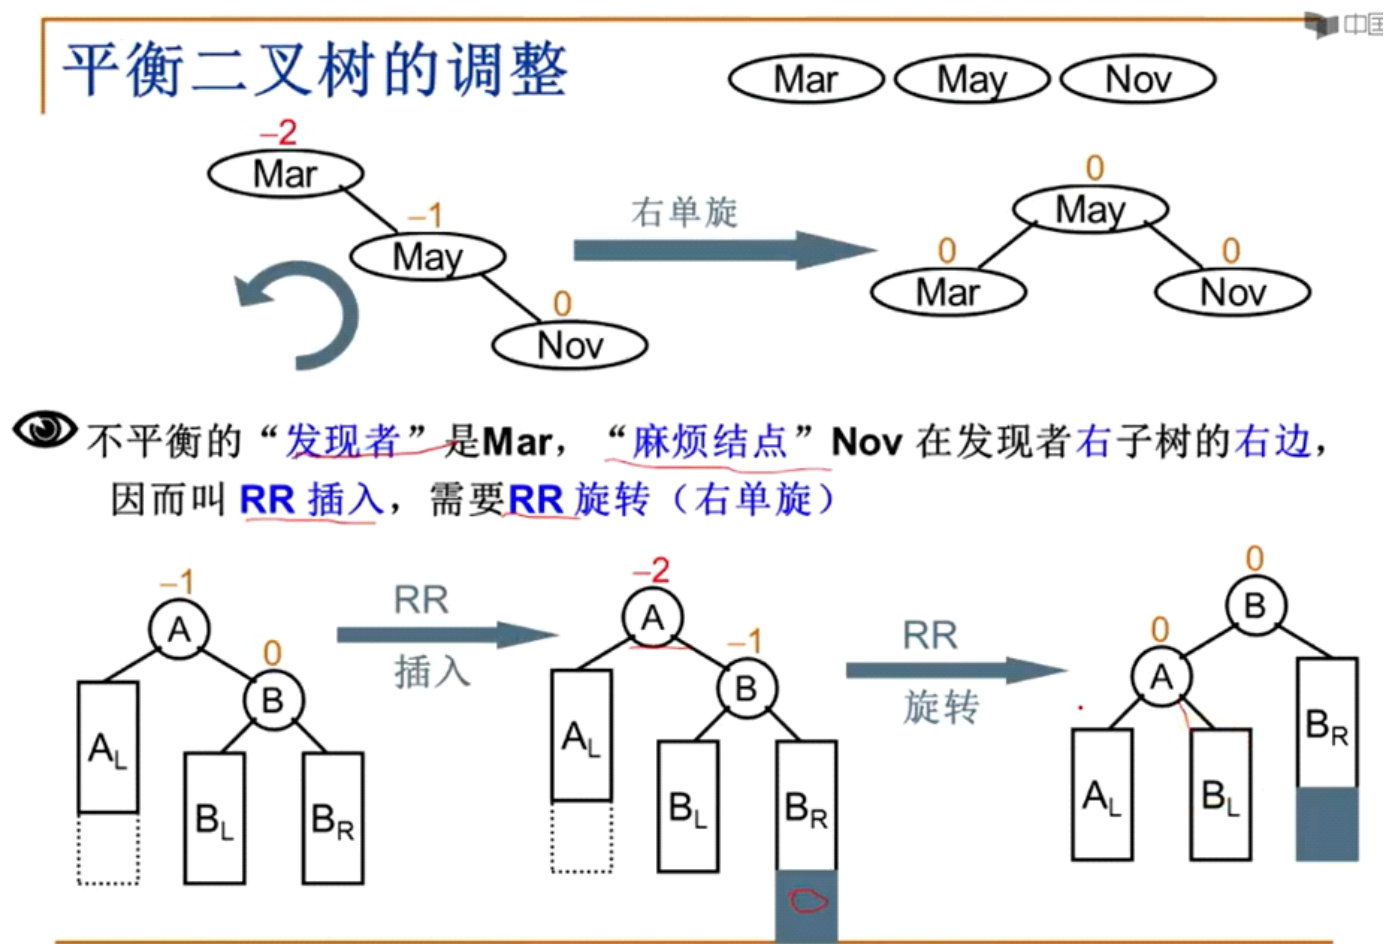 中国
平衡二叉树的调整
Mar May Nov
–2
Mar
–1
May
0
Nov
右单旋
0
May
0
Mar
0
Nov
不平衡的“发现者”是Mar，“麻烦结点”Nov 在发现者右子树的右边，
因而叫 RR 插入，需要RR 旋转（右单旋）
–1
A
0
B
AL
BL
BR
RR
插入
–2
A
–1
B
AL
BL
BR
RR
旋转
0
B
0
A
AL
BL
BR